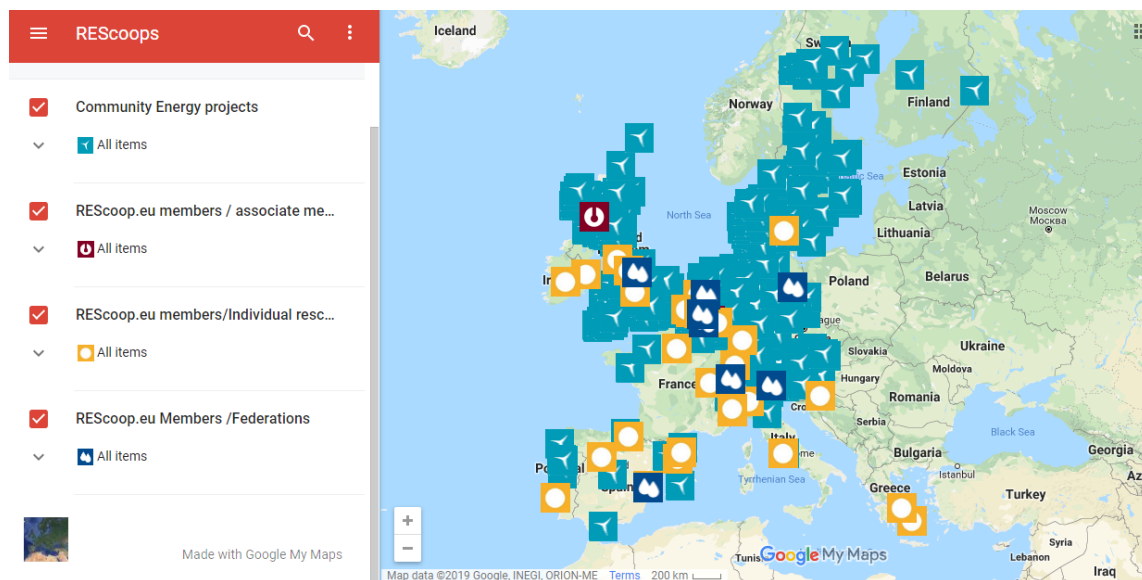 REScoops
Community Energy projects
All items
REScoop.eu members / associate me...
All items
REScoop.eu members/Individual resc...
All items
REScoop.eu Members /Federations
All items
Made with Google My Maps
Iceland
Norway
Finland
Estonia
Latvia
Lithuania
Moscow
Москва
North Sea
Belarus
Poland
Ukraine
Slovakia
Moldova
Hungary
Romania
France
Serbia
Black Sea
Italy
Bulgaria
Georgia
Istanbul
Tyrrhenian Sea
Greece
Turkey
Syria
Lebanon
Iraq
Google My Maps
Map data ©2019 Google, INEGI, ORION-ME Terms 200 km